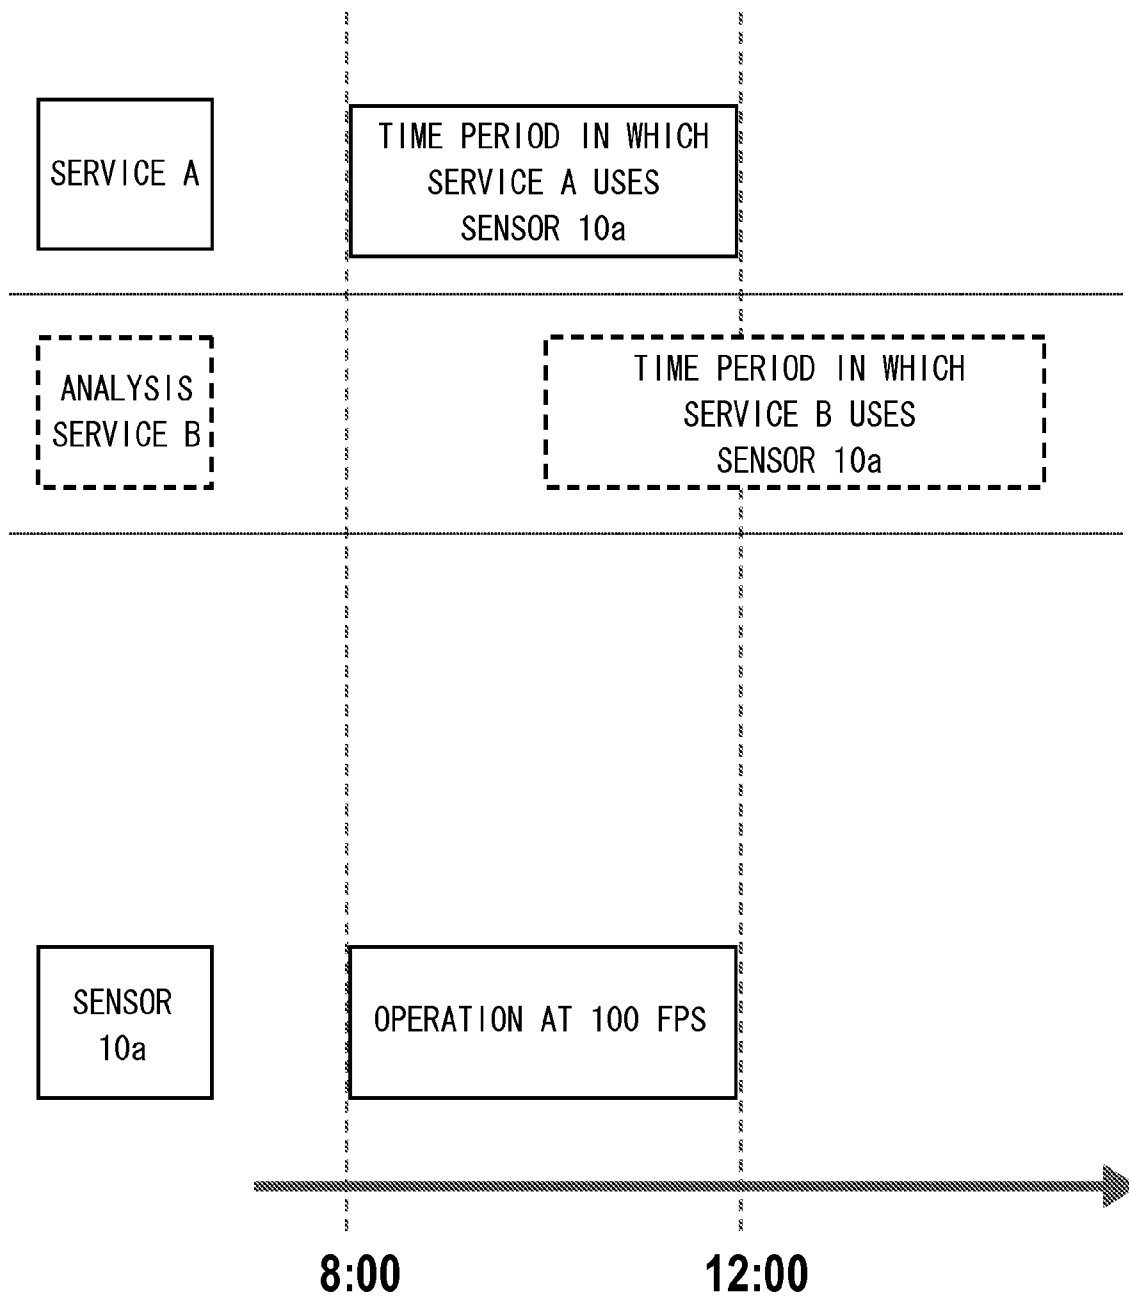 SERVICE A
TIME PERIOD IN WHICH
SERVICE A USES
SENSOR 10a
ANALYSIS
SERVICE B
TIME PERIOD IN WHICH
SERVICE B USES
SENSOR 10a
SENSOR
10a
OPERATION AT 100 FPS
8:00
12:00